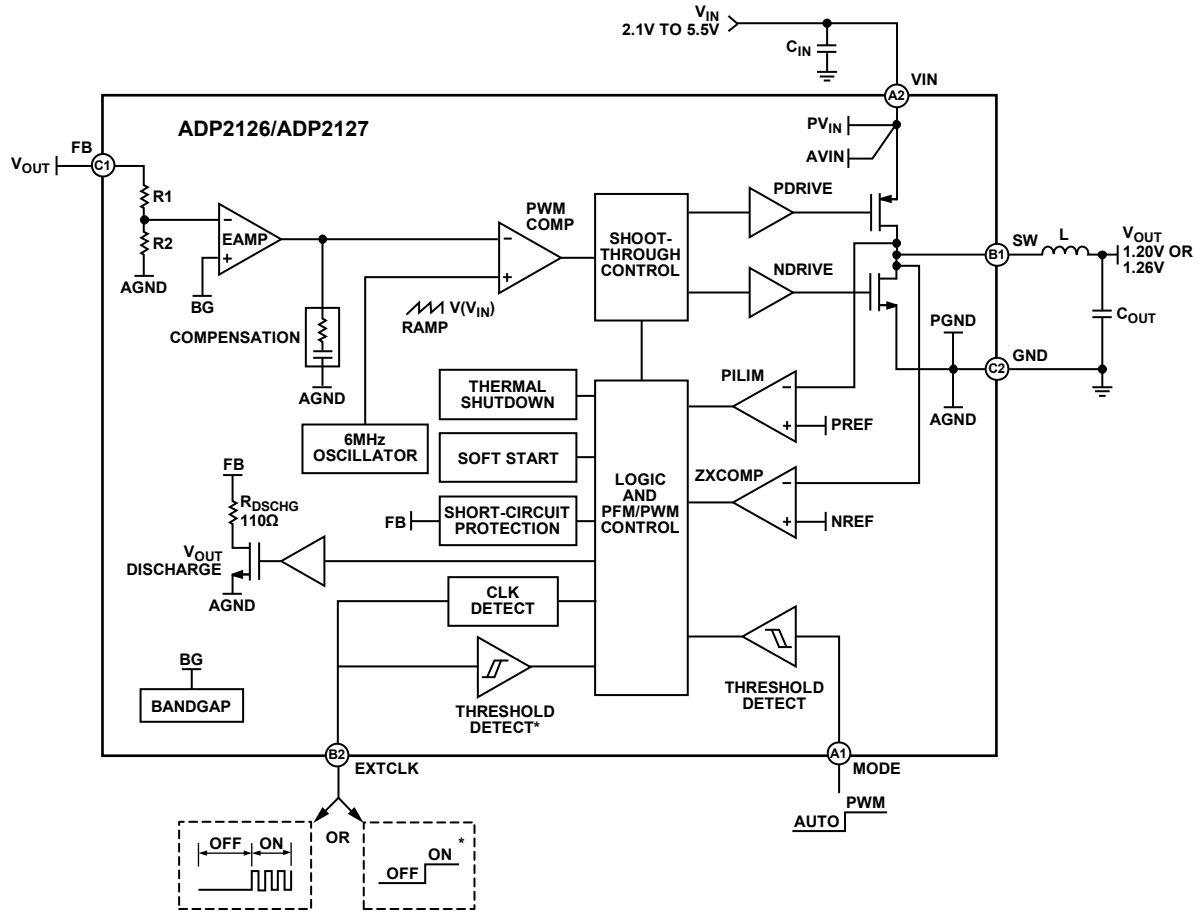 VIN
2.1V TO 5.5V
CIN
A2
VIN
ADP2126/ADP2127
PVIN
AVIN
FB
VOUT
C1
R1
R2
AGND
EAMP
−
+
BG
COMPENSATION
AGND
PWM
COMP
−
+
V(VIN)
RAMP
6MHz
OSCILLATOR
SHOOT-
THROUGH
CONTROL
PDRIVE
NDRIVE
B1
SW
L
VOUT
1.20V OR
1.26V
COUT
PGND
C2
GND
AGND
THERMAL
SHUTDOWN
SOFT START
FB
SHORT-CIRCUIT
PROTECTION
LOGIC
AND
PFM/PWM
CONTROL
PILIM
−
+
PREF
ZXCOMP
−
+
NREF
FB
RDSCHG
110Ω
VOUT
DISCHARGE
AGND
CLK
DETECT
THRESHOLD
DETECT*
THRESHOLD
DETECT
BG
BANDGAP
B2
EXTCLK
A1
MODE
OFF
ON
OR
OFF
ON
*
AUTO
PWM